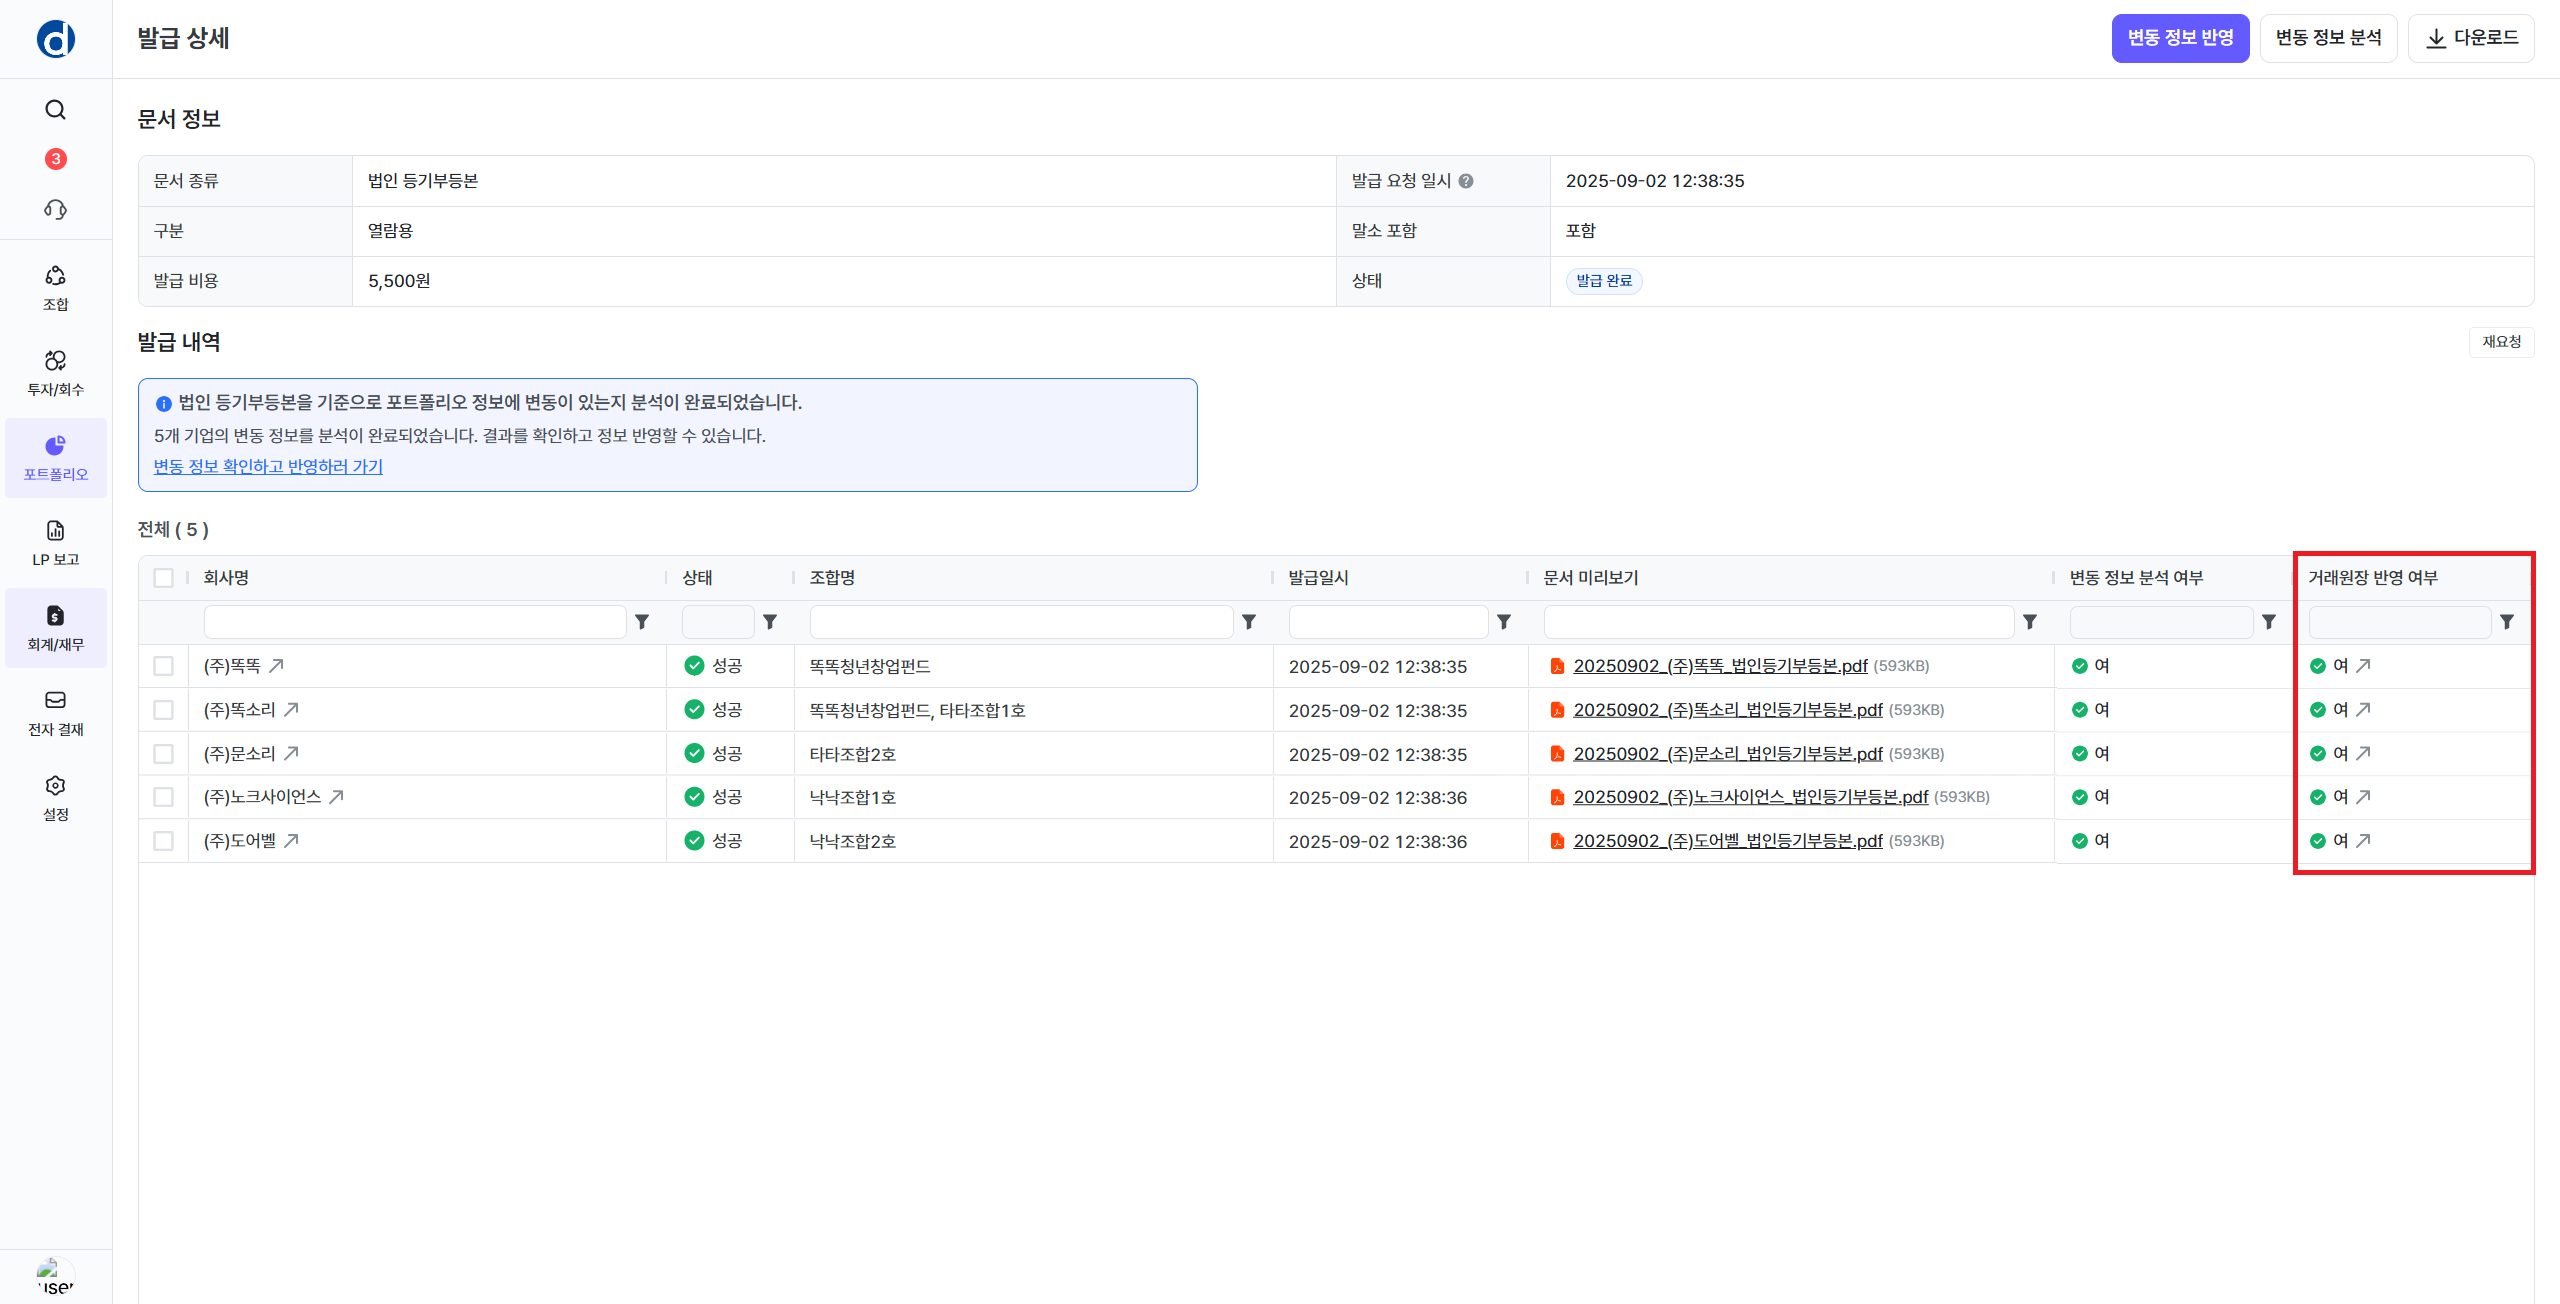 발급 상세
변동 정보 반영
변동 정보 분석
다운로드
3
조합
투자/회수
포트폴리오
LP 보고
회계/재무
전자 결재
설정
user
문서 정보
문서 종류 법인 등기부등본 발급 요청 일시 2025-09-02 12:38:35
구분 열람용 말소 포함 포함
발급 비용 5,500원 상태 발급 완료
발급 내역
재요청
법인 등기부등본을 기준으로 포트폴리오 정보에 변동이 있는지 분석이 완료되었습니다.
5개 기업의 변동 정보를 분석이 완료되었습니다. 결과를 확인하고 정보 반영할 수 있습니다.
변동 정보 확인하고 반영하러 가기
전체 ( 5 )
회사명 상태 조합명 발급일시 문서 미리보기 변동 정보 분석 여부 거래원장 반영 여부
(주)똑똑 성공 똑똑청년창업펀드 2025-09-02 12:38:35 20250902_(주)똑똑_법인등기부등본.pdf (593KB) 여 여
(주)똑소리 성공 똑똑청년창업펀드, 타타조합1호 2025-09-02 12:38:35 20250902_(주)똑소리_법인등기부등본.pdf (593KB) 여 여
(주)문소리 성공 타타조합2호 2025-09-02 12:38:35 20250902_(주)문소리_법인등기부등본.pdf (593KB) 여 여
(주)노크사이언스 성공 낙낙조합1호 2025-09-02 12:38:36 20250902_(주)노크사이언스_법인등기부등본.pdf (593KB) 여 여
(주)도어벨 성공 낙낙조합2호 2025-09-02 12:38:36 20250902_(주)도어벨_법인등기부등본.pdf (593KB) 여 여